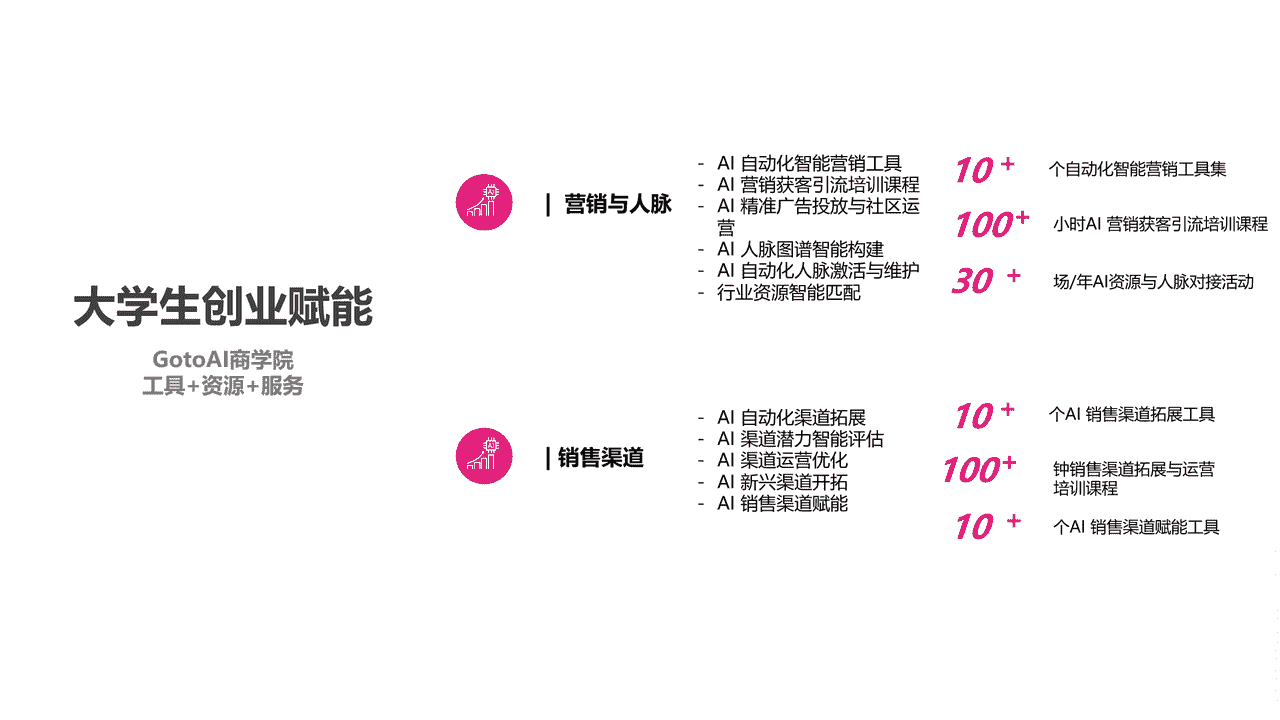 大学生创业赋能
GotoAI商学院
工具+资源+服务
| 营销与人脉
- AI 自动化智能营销工具
- AI 营销获客引流培训课程
- AI 精准广告投放与社区运
营
- AI 人脉图谱智能构建
- AI 自动化人脉激活与维护
- 行业资源智能匹配
10+ 个自动化智能营销工具集
100+ 小时AI 营销获客引流培训课程
30+ 场/年AI资源与人脉对接活动
| 销售渠道
- AI 自动化渠道拓展
- AI 渠道潜力智能评估
- AI 渠道运营优化
- AI 新兴渠道开拓
- AI 销售渠道赋能
10+ 个AI 销售渠道拓展工具
100+ 钟销售渠道拓展与运营
培训课程
10+ 个AI 销售渠道赋能工具